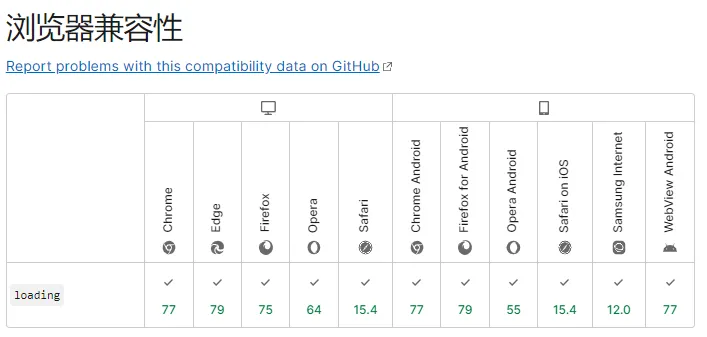 浏览器兼容性
Report problems with this compatibility data on GitHub
Chrome Edge Firefox Opera Safari Chrome Android Firefox for Android Opera Android Safari on iOS Samsung Internet WebView Android
loading
77 79 75 64 15.4 77 79 55 15.4 12.0 77